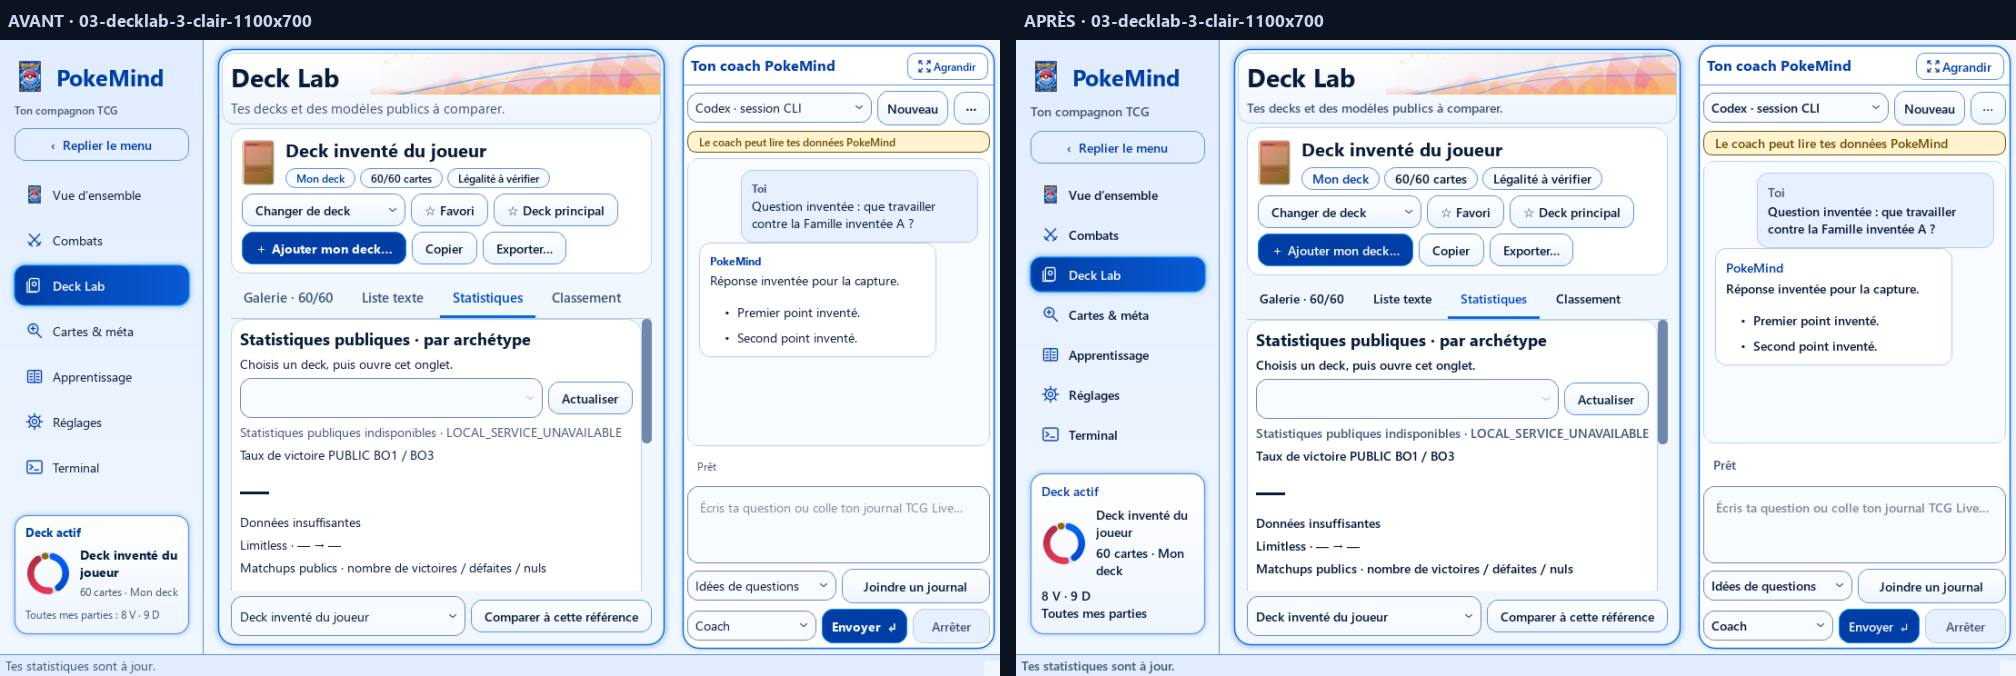 AVANT · 03-decklab-3-clair-1100x700
PokeMind
Ton compagnon TCG
‹ Replier le menu
Vue d'ensemble
Combats
Deck Lab
Cartes & méta
Apprentissage
Réglages
Terminal
Deck actif
Deck inventé du
joueur
60 cartes · Mon deck
Toutes mes parties : 8 V · 9 D
Deck Lab
Tes decks et des modèles publics à comparer.
Deck inventé du joueur
Mon deck
60/60 cartes
Légalité à vérifier
Changer de deck
☆ Favori
☆ Deck principal
+ Ajouter mon deck...
Copier
Exporter...
Galerie · 60/60
Liste texte
Statistiques
Classement
Statistiques publiques · par archétype
Choisis un deck, puis ouvre cet onglet.
Actualiser
Statistiques publiques indisponibles · LOCAL_SERVICE_UNAVAILABLE
Taux de victoire PUBLIC BO1 / BO3
—
Données insuffisantes
Limitless · — → —
Matchups publics · nombre de victoires / défaites / nuls
Deck inventé du joueur
Comparer à cette référence
Ton coach PokeMind
Agrandir
Codex · session CLI
Nouveau
...
Le coach peut lire tes données PokeMind
Toi
Question inventée : que travailler
contre la Famille inventée A ?
PokeMind
Réponse inventée pour la capture.
• Premier point inventé.
• Second point inventé.
Prêt
Écris ta question ou colle ton journal TCG Live...
Idées de questions
Joindre un journal
Coach
Envoyer ↲
Arrêter
Tes statistiques sont à jour.
APRÈS · 03-decklab-3-clair-1100x700
PokeMind
Ton compagnon TCG
‹ Replier le menu
Vue d'ensemble
Combats
Deck Lab
Cartes & méta
Apprentissage
Réglages
Terminal
Deck actif
Deck inventé du
joueur
60 cartes · Mon
deck
8 V · 9 D
Toutes mes parties
Deck Lab
Tes decks et des modèles publics à comparer.
Deck inventé du joueur
Mon deck
60/60 cartes
Légalité à vérifier
Changer de deck
☆ Favori
☆ Deck principal
+ Ajouter mon deck...
Copier
Exporter...
Galerie · 60/60
Liste texte
Statistiques
Classement
Statistiques publiques · par archétype
Choisis un deck, puis ouvre cet onglet.
Actualiser
Statistiques publiques indisponibles · LOCAL_SERVICE_UNAVAILABLE
Taux de victoire PUBLIC BO1 / BO3
—
Données insuffisantes
Limitless · — → —
Matchups publics · nombre de victoires / défaites / nuls
Deck inventé du joueur
Comparer à cette référence
Ton coach PokeMind
Agrandir
Codex · session CLI
Nouveau
...
Le coach peut lire tes données PokeMind
Toi
Question inventée : que travailler
contre la Famille inventée A ?
PokeMind
Réponse inventée pour la capture.
• Premier point inventé.
• Second point inventé.
Prêt
Écris ta question ou colle ton journal TCG Live...
Idées de questions
Joindre un journal
Coach
Envoyer ↲
Arrêter
Tes statistiques sont à jour.